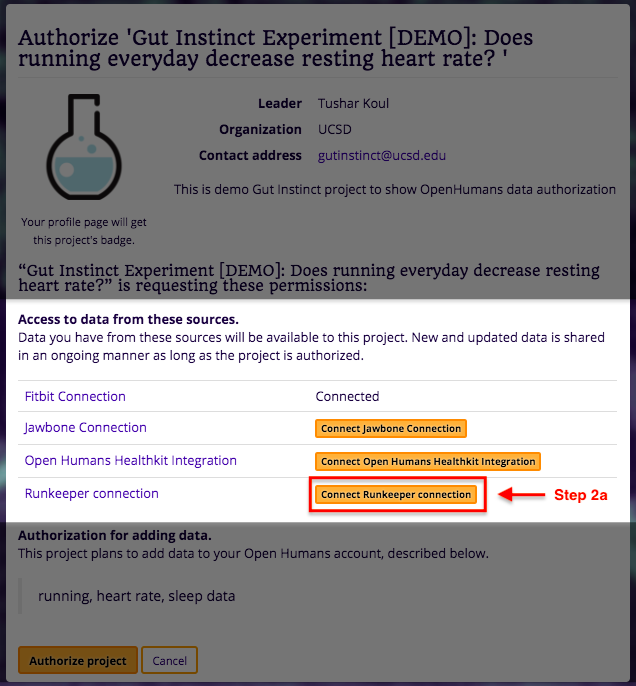 Authorize 'Gut Instinct Experiment [DEMO]: Does
running everyday decrease resting heart rate? '
Leader Tushar Koul
Organization UCSD
Contact address gutinstinct@ucsd.edu
This is demo Gut Instinct project to show OpenHumans data authorization
Your profile page will get
this project's badge.
“Gut Instinct Experiment [DEMO]: Does running everyday decrease resting
heart rate?” is requesting these permissions:
Access to data from these sources.
Data you have from these sources will be available to this project. New and updated data is shared
in an ongoing manner as long as the project is authorized.
Fitbit Connection Connected
Jawbone Connection Connect Jawbone Connection
Open Humans Healthkit Integration Connect Open Humans Healthkit Integration
Runkeeper connection Connect Runkeeper connection Step 2a
Authorization for adding data.
This project plans to add data to your Open Humans account, described below.
running, heart rate, sleep data
Authorize project Cancel